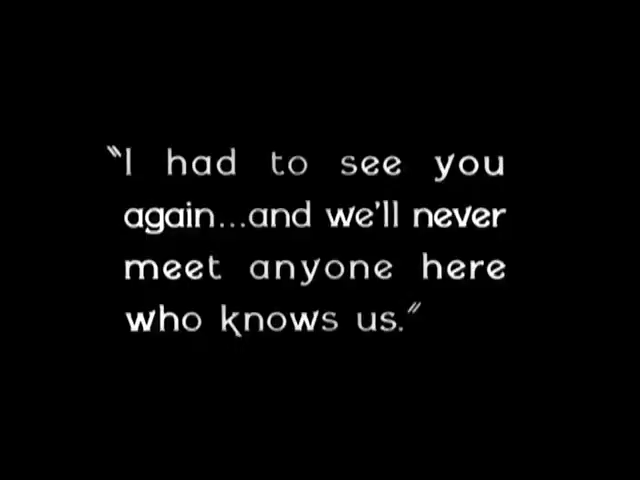 "I had to see you
again...and we'll never
meet anyone here
who knows us."